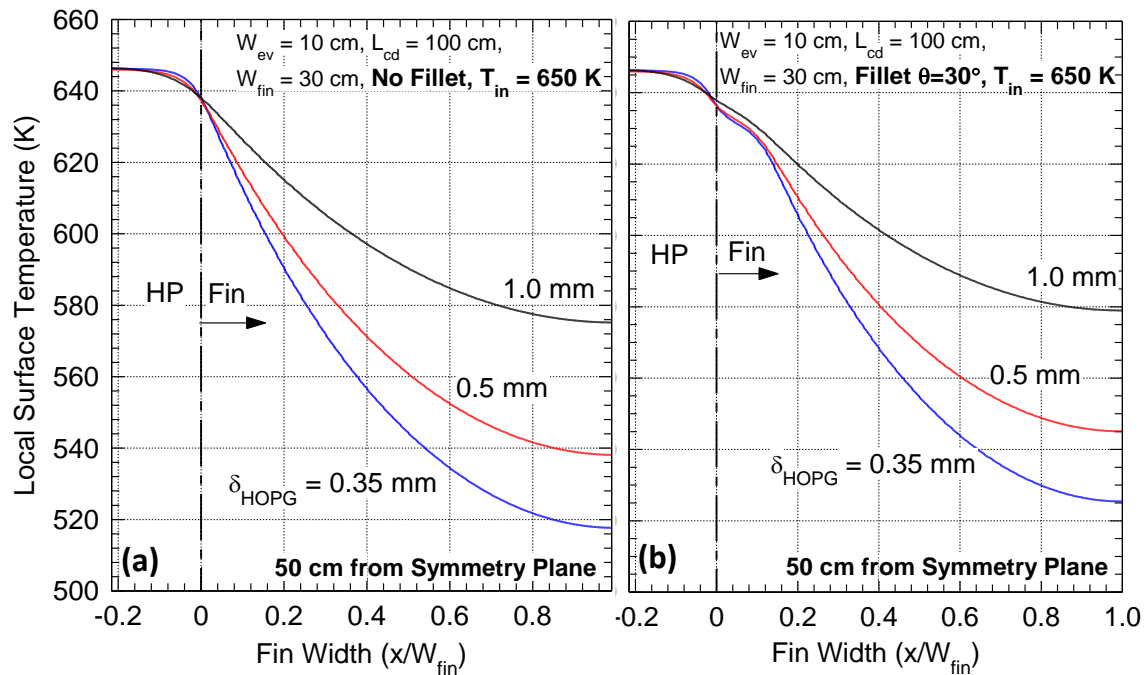 W_ev = 10 cm, L_cd = 100 cm,
W_fin = 30 cm, No Fillet, T_in = 650 K
660
640
620
600
580
560
540
520
500
Local Surface Temperature (K)
HP
Fin
1.0 mm
0.5 mm
δ_HOPG = 0.35 mm
(a)
50 cm from Symmetry Plane
-0.2
0
0.2
0.4
0.6
0.8
Fin Width (x/W_fin)
W_ev = 10 cm, L_cd = 100 cm,
W_fin = 30 cm, Fillet θ=30°, T_in = 650 K
HP
Fin
1.0 mm
0.5 mm
δ_HOPG = 0.35 mm
(b)
50 cm from Symmetry Plane
-0.2
0
0.2
0.4
0.6
0.8
1.0
Fin Width (x/W_fin)